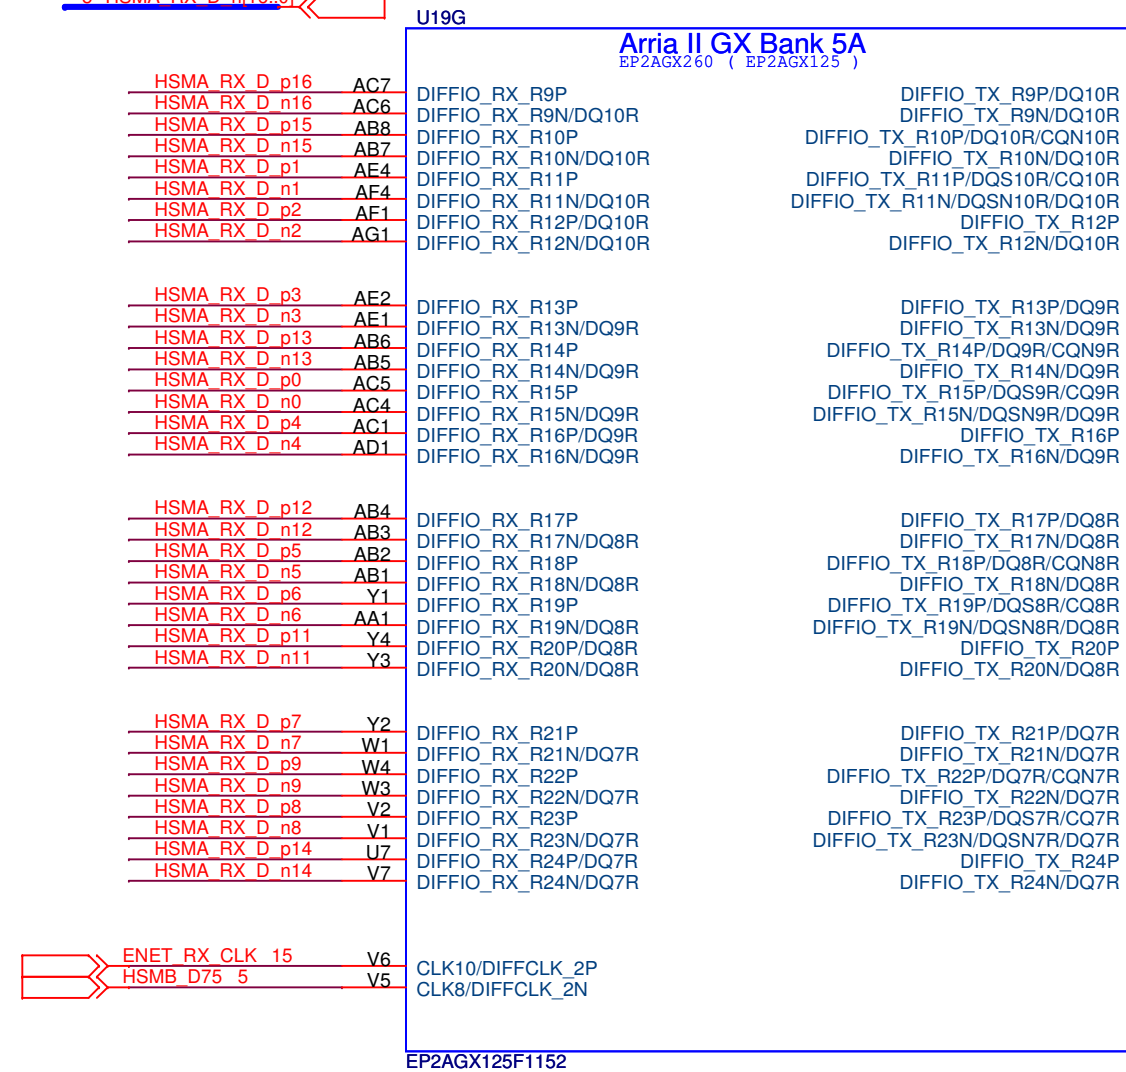 U19G
Arria II GX Bank 5A
EP2AGX260 ( EP2AGX125 )
HSMA_RX_D_p16 AC7 DIFFIO_RX_R9P DIFFIO_TX_R9P/DQ10R
HSMA_RX_D_n16 AC6 DIFFIO_RX_R9N/DQ10R DIFFIO_TX_R9N/DQ10R
HSMA_RX_D_p15 AB8 DIFFIO_RX_R10P DIFFIO_TX_R10P/DQ10R/CQN10R
HSMA_RX_D_n15 AB7 DIFFIO_RX_R10N/DQ10R DIFFIO_TX_R10N/DQ10R
HSMA_RX_D_p1 AE4 DIFFIO_RX_R11P DIFFIO_TX_R11P/DQS10R/CQ10R
HSMA_RX_D_n1 AF4 DIFFIO_RX_R11N/DQ10R DIFFIO_TX_R11N/DQSN10R/DQ10R
HSMA_RX_D_p2 AF1 DIFFIO_RX_R12P/DQ10R DIFFIO_TX_R12P
HSMA_RX_D_n2 AG1 DIFFIO_RX_R12N/DQ10R DIFFIO_TX_R12N/DQ10R
HSMA_RX_D_p3 AE2 DIFFIO_RX_R13P DIFFIO_TX_R13P/DQ9R
HSMA_RX_D_n3 AE1 DIFFIO_RX_R13N/DQ9R DIFFIO_TX_R13N/DQ9R
HSMA_RX_D_p13 AB6 DIFFIO_RX_R14P DIFFIO_TX_R14P/DQ9R/CQN9R
HSMA_RX_D_n13 AB5 DIFFIO_RX_R14N/DQ9R DIFFIO_TX_R14N/DQ9R
HSMA_RX_D_p0 AC5 DIFFIO_RX_R15P DIFFIO_TX_R15P/DQS9R/CQ9R
HSMA_RX_D_n0 AC4 DIFFIO_RX_R15N/DQ9R DIFFIO_TX_R15N/DQSN9R/DQ9R
HSMA_RX_D_p4 AC1 DIFFIO_RX_R16P/DQ9R DIFFIO_TX_R16P
HSMA_RX_D_n4 AD1 DIFFIO_RX_R16N/DQ9R DIFFIO_TX_R16N/DQ9R
HSMA_RX_D_p12 AB4 DIFFIO_RX_R17P DIFFIO_TX_R17P/DQ8R
HSMA_RX_D_n12 AB3 DIFFIO_RX_R17N/DQ8R DIFFIO_TX_R17N/DQ8R
HSMA_RX_D_p5 AB2 DIFFIO_RX_R18P DIFFIO_TX_R18P/DQ8R/CQN8R
HSMA_RX_D_n5 AB1 DIFFIO_RX_R18N/DQ8R DIFFIO_TX_R18N/DQ8R
HSMA_RX_D_p6 Y1 DIFFIO_RX_R19P DIFFIO_TX_R19P/DQS8R/CQ8R
HSMA_RX_D_n6 AA1 DIFFIO_RX_R19N/DQ8R DIFFIO_TX_R19N/DQSN8R/DQ8R
HSMA_RX_D_p11 Y4 DIFFIO_RX_R20P/DQ8R DIFFIO_TX_R20P
HSMA_RX_D_n11 Y3 DIFFIO_RX_R20N/DQ8R DIFFIO_TX_R20N/DQ8R
HSMA_RX_D_p7 Y2 DIFFIO_RX_R21P DIFFIO_TX_R21P/DQ7R
HSMA_RX_D_n7 W1 DIFFIO_RX_R21N/DQ7R DIFFIO_TX_R21N/DQ7R
HSMA_RX_D_p9 W4 DIFFIO_RX_R22P DIFFIO_TX_R22P/DQ7R/CQN7R
HSMA_RX_D_n9 W3 DIFFIO_RX_R22N/DQ7R DIFFIO_TX_R22N/DQ7R
HSMA_RX_D_p8 V2 DIFFIO_RX_R23P DIFFIO_TX_R23P/DQS7R/CQ7R
HSMA_RX_D_n8 V1 DIFFIO_RX_R23N/DQ7R DIFFIO_TX_R23N/DQSN7R/DQ7R
HSMA_RX_D_p14 U7 DIFFIO_RX_R24P/DQ7R DIFFIO_TX_R24P
HSMA_RX_D_n14 V7 DIFFIO_RX_R24N/DQ7R DIFFIO_TX_R24N/DQ7R
ENET_RX_CLK 15 V6 CLK10/DIFFCLK_2P
HSMB_D75 5 V5 CLK8/DIFFCLK_2N
EP2AGX125F1152